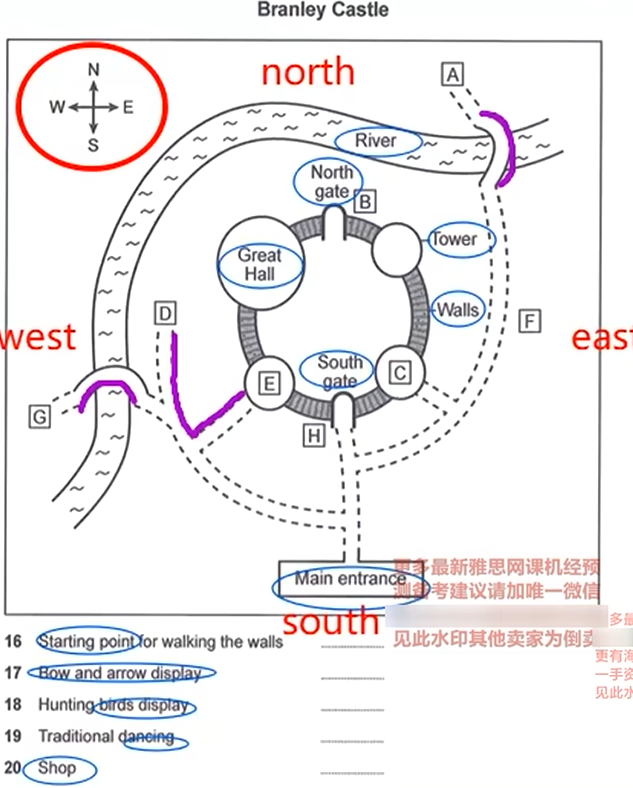 Branley Castle
N
W E
S
north
A
River
North
gate
B
Tower
Great
Hall
Walls
D
F
west
east
South
gate
C
E
G
H
Main entrance
更多最新雅思网课机经预
测备考建议请加唯一微信
south
见此水印其他卖家为倒卖
多最
更有海
一手资
见此水
16 Starting point for walking the walls
17 Bow and arrow display
18 Hunting birds display
19 Traditional dancing
20 Shop